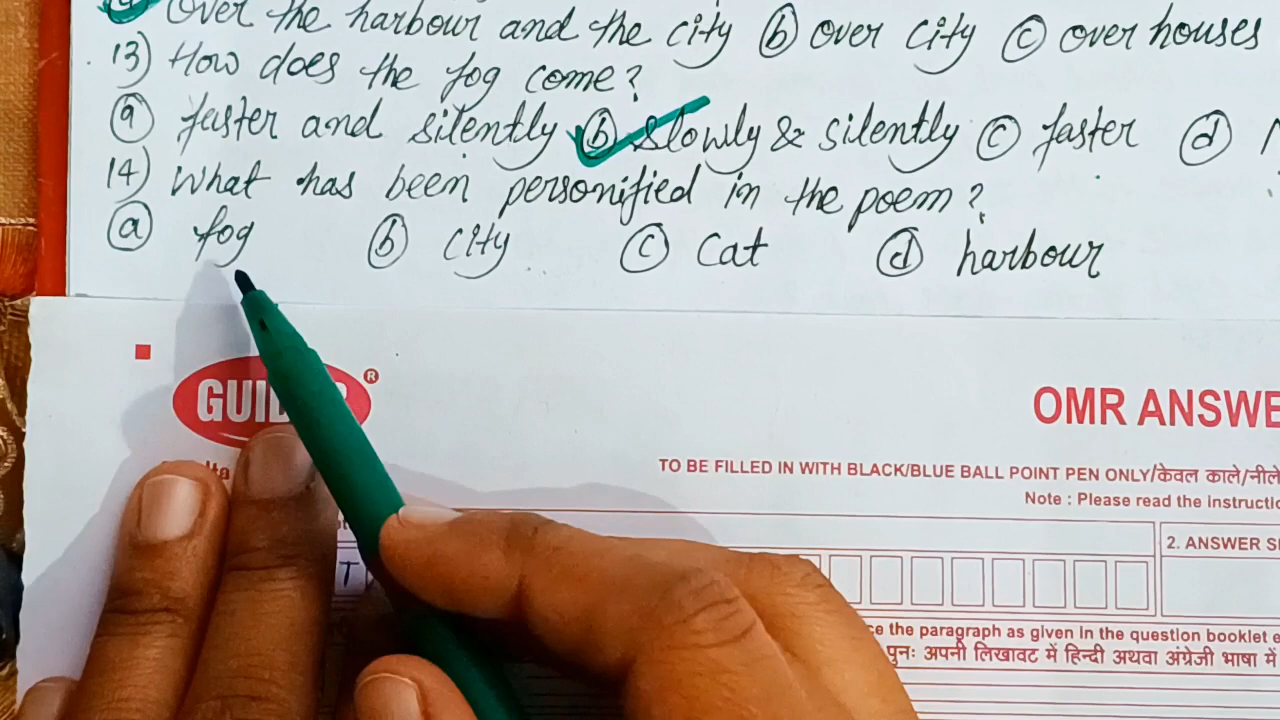 ⓐ Over the harbour and the city ⓑ over city ⓒ over houses
13) How does the fog come?
ⓐ faster and silently ⓑ slowly & silently ⓒ faster ⓓ
14) What has been personified in the poem?
ⓐ fog ⓑ city ⓒ cat ⓓ harbour
®
OMR ANSWE
TO BE FILLED IN WITH BLACK/BLUE BALL POINT PEN ONLY/केवल काले/नीले
Note : Please read the instructio
2. ANSWER S
T
ce the paragraph as given in the question booklet e
पुनः अपनी लिखावट में हिन्दी अथवा अंग्रेजी भाषा में